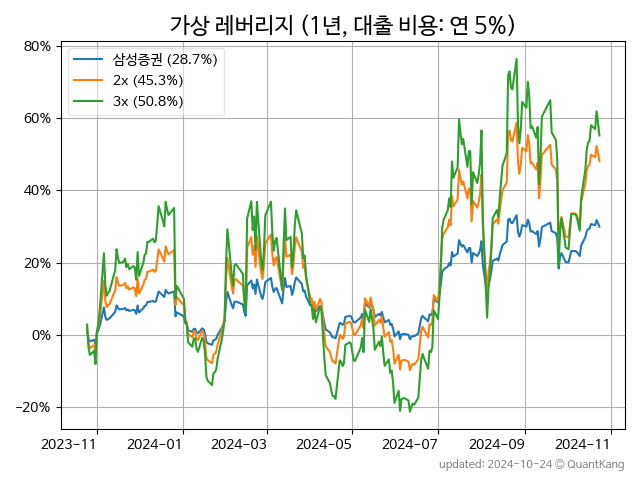 가상 레버리지 (1년, 대출 비용: 연 5%)
삼성증권 (28.7%)
2x (45.3%)
3x (50.8%)
80%
60%
40%
20%
0%
−20%
2023-11
2024-01
2024-03
2024-05
2024-07
2024-09
2024-11
updated: 2024-10-24 © QuantKang